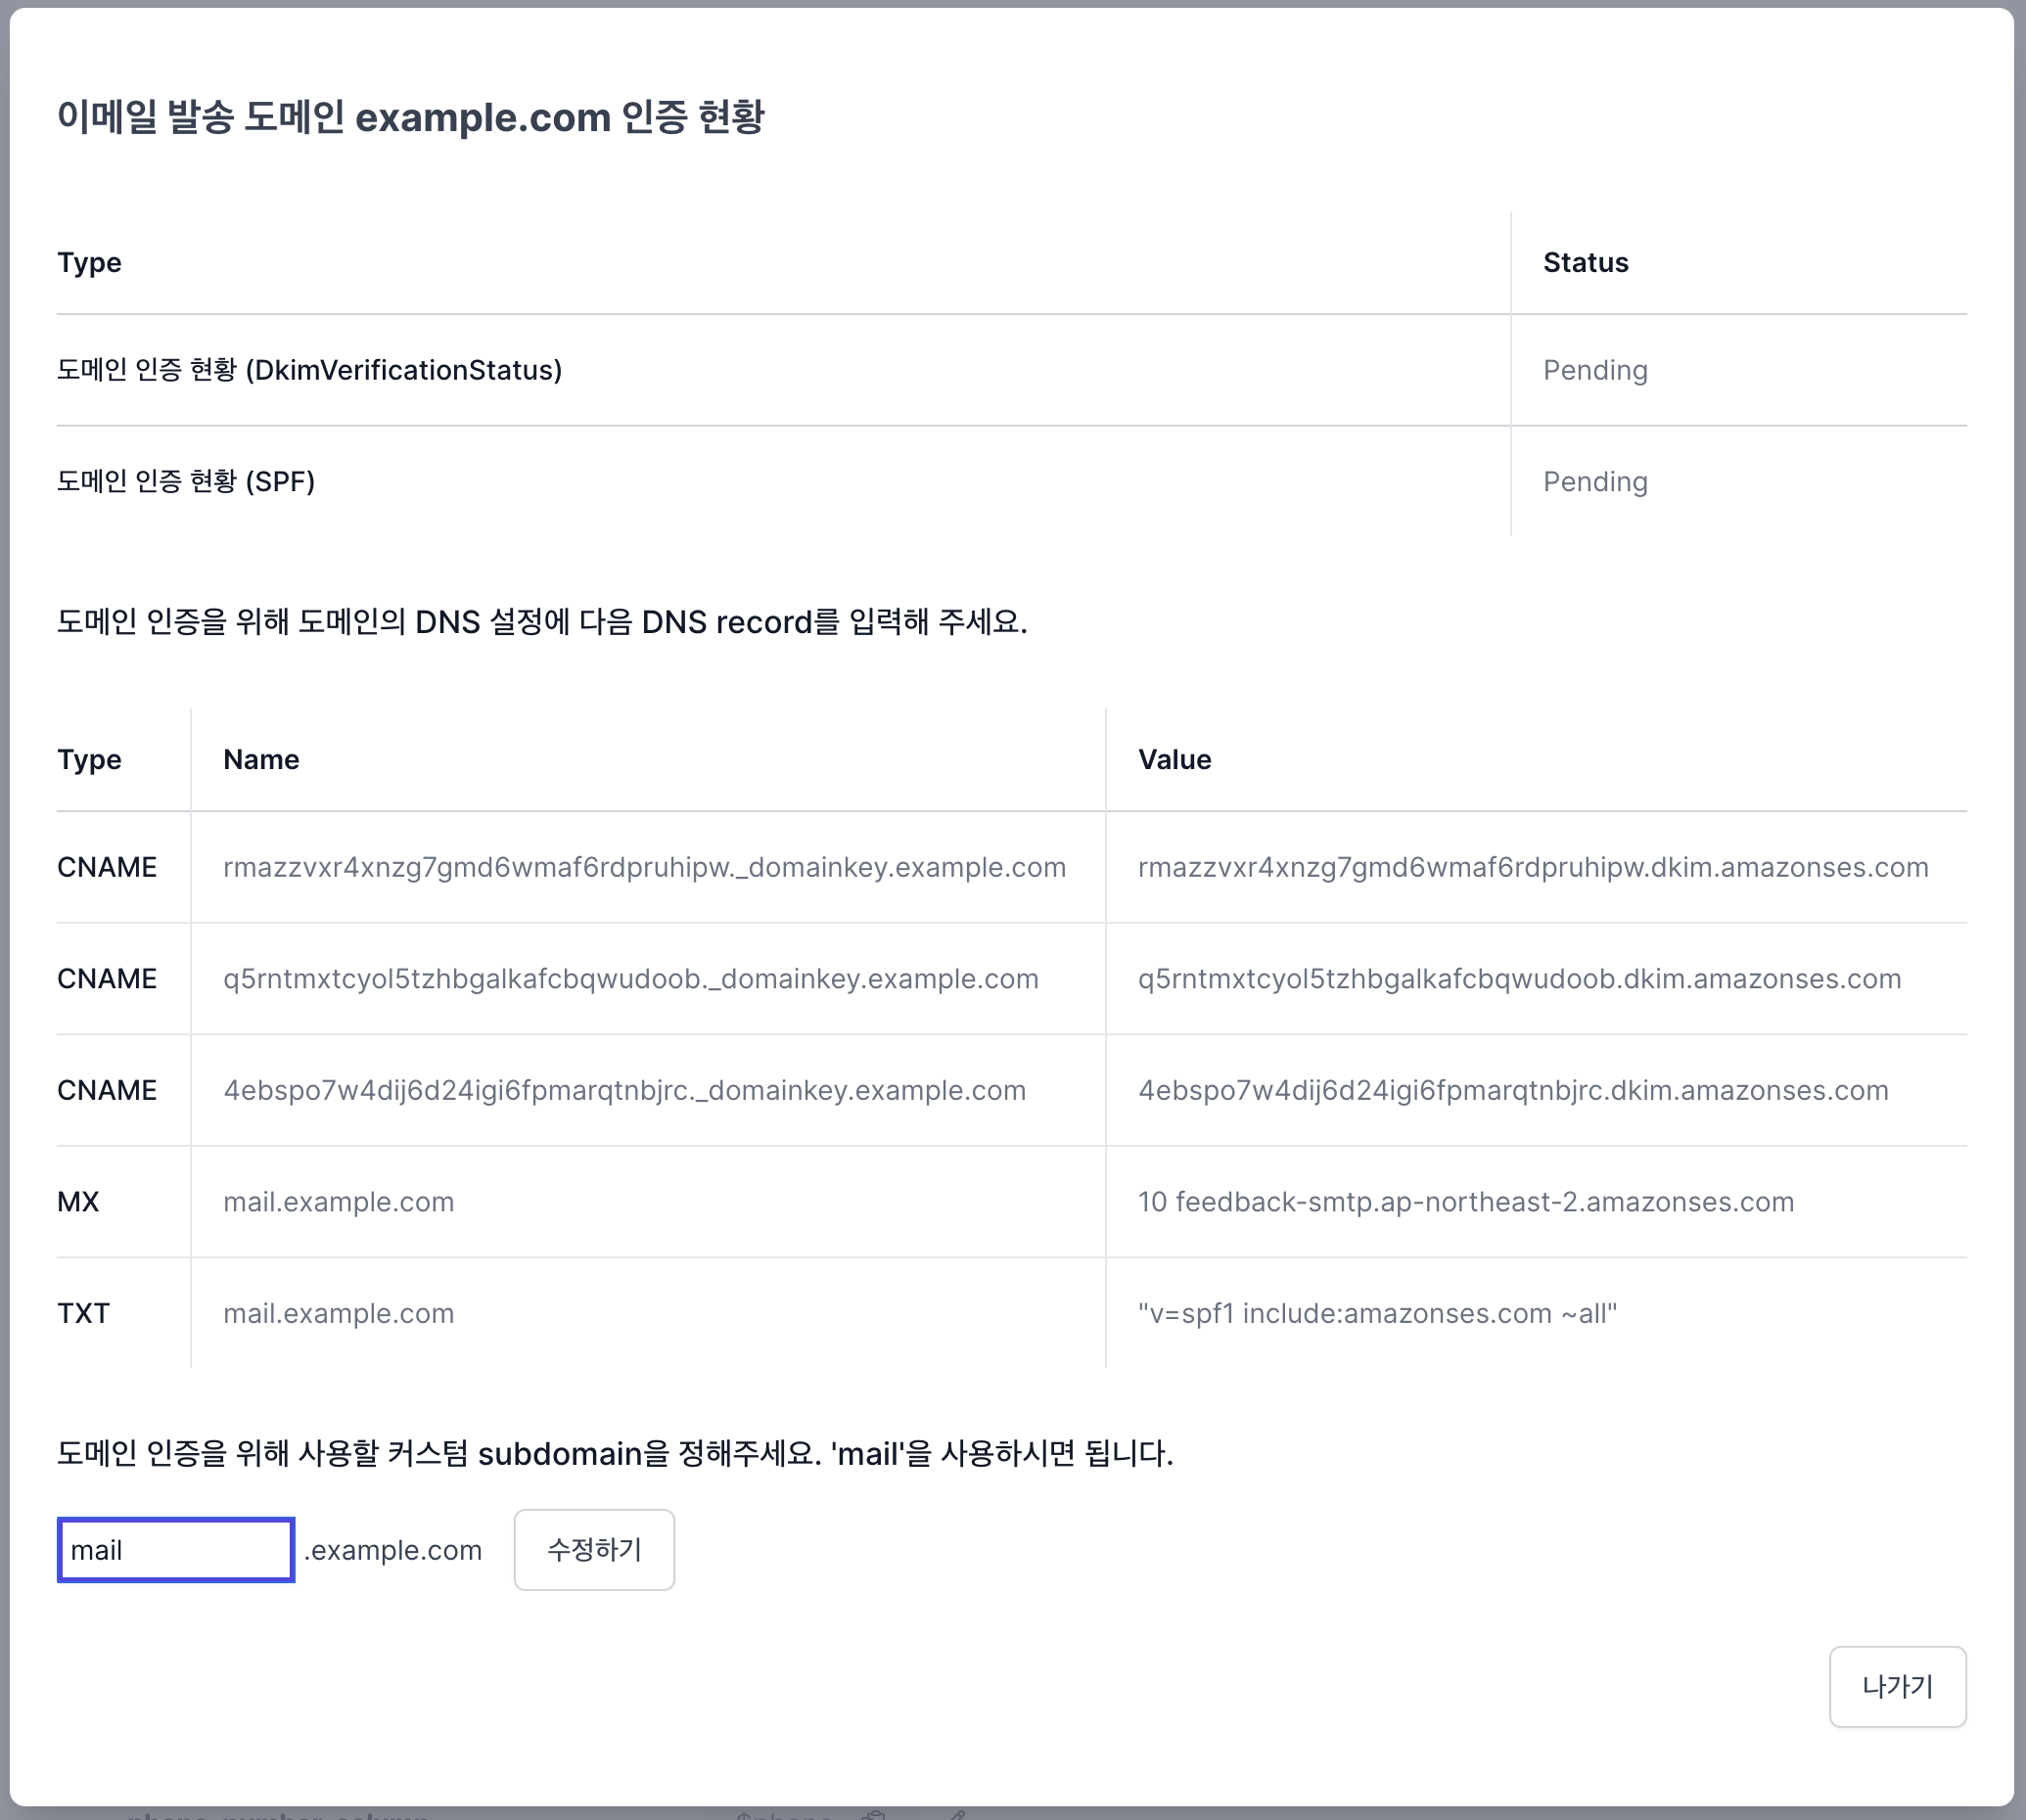 이메일 발송 도메인 example.com 인증 현황
Type Status
도메인 인증 현황 (DkimVerificationStatus) Pending
도메인 인증 현황 (SPF) Pending
도메인 인증을 위해 도메인의 DNS 설정에 다음 DNS record를 입력해 주세요.
Type Name Value
CNAME rmazzvxr4xnzg7gmd6wmaf6rdpruhipw._domainkey.example.com rmazzvxr4xnzg7gmd6wmaf6rdpruhipw.dkim.amazonses.com
CNAME q5rntmxtcyol5tzhbgalkafcbqwudoob._domainkey.example.com q5rntmxtcyol5tzhbgalkafcbqwudoob.dkim.amazonses.com
CNAME 4ebspo7w4dij6d24igi6fpmarqtnbjrc._domainkey.example.com 4ebspo7w4dij6d24igi6fpmarqtnbjrc.dkim.amazonses.com
MX mail.example.com 10 feedback-smtp.ap-northeast-2.amazonses.com
TXT mail.example.com "v=spf1 include:amazonses.com ~all"
도메인 인증을 위해 사용할 커스텀 subdomain을 정해주세요. 'mail'을 사용하시면 됩니다.
mail .example.com 수정하기
나가기